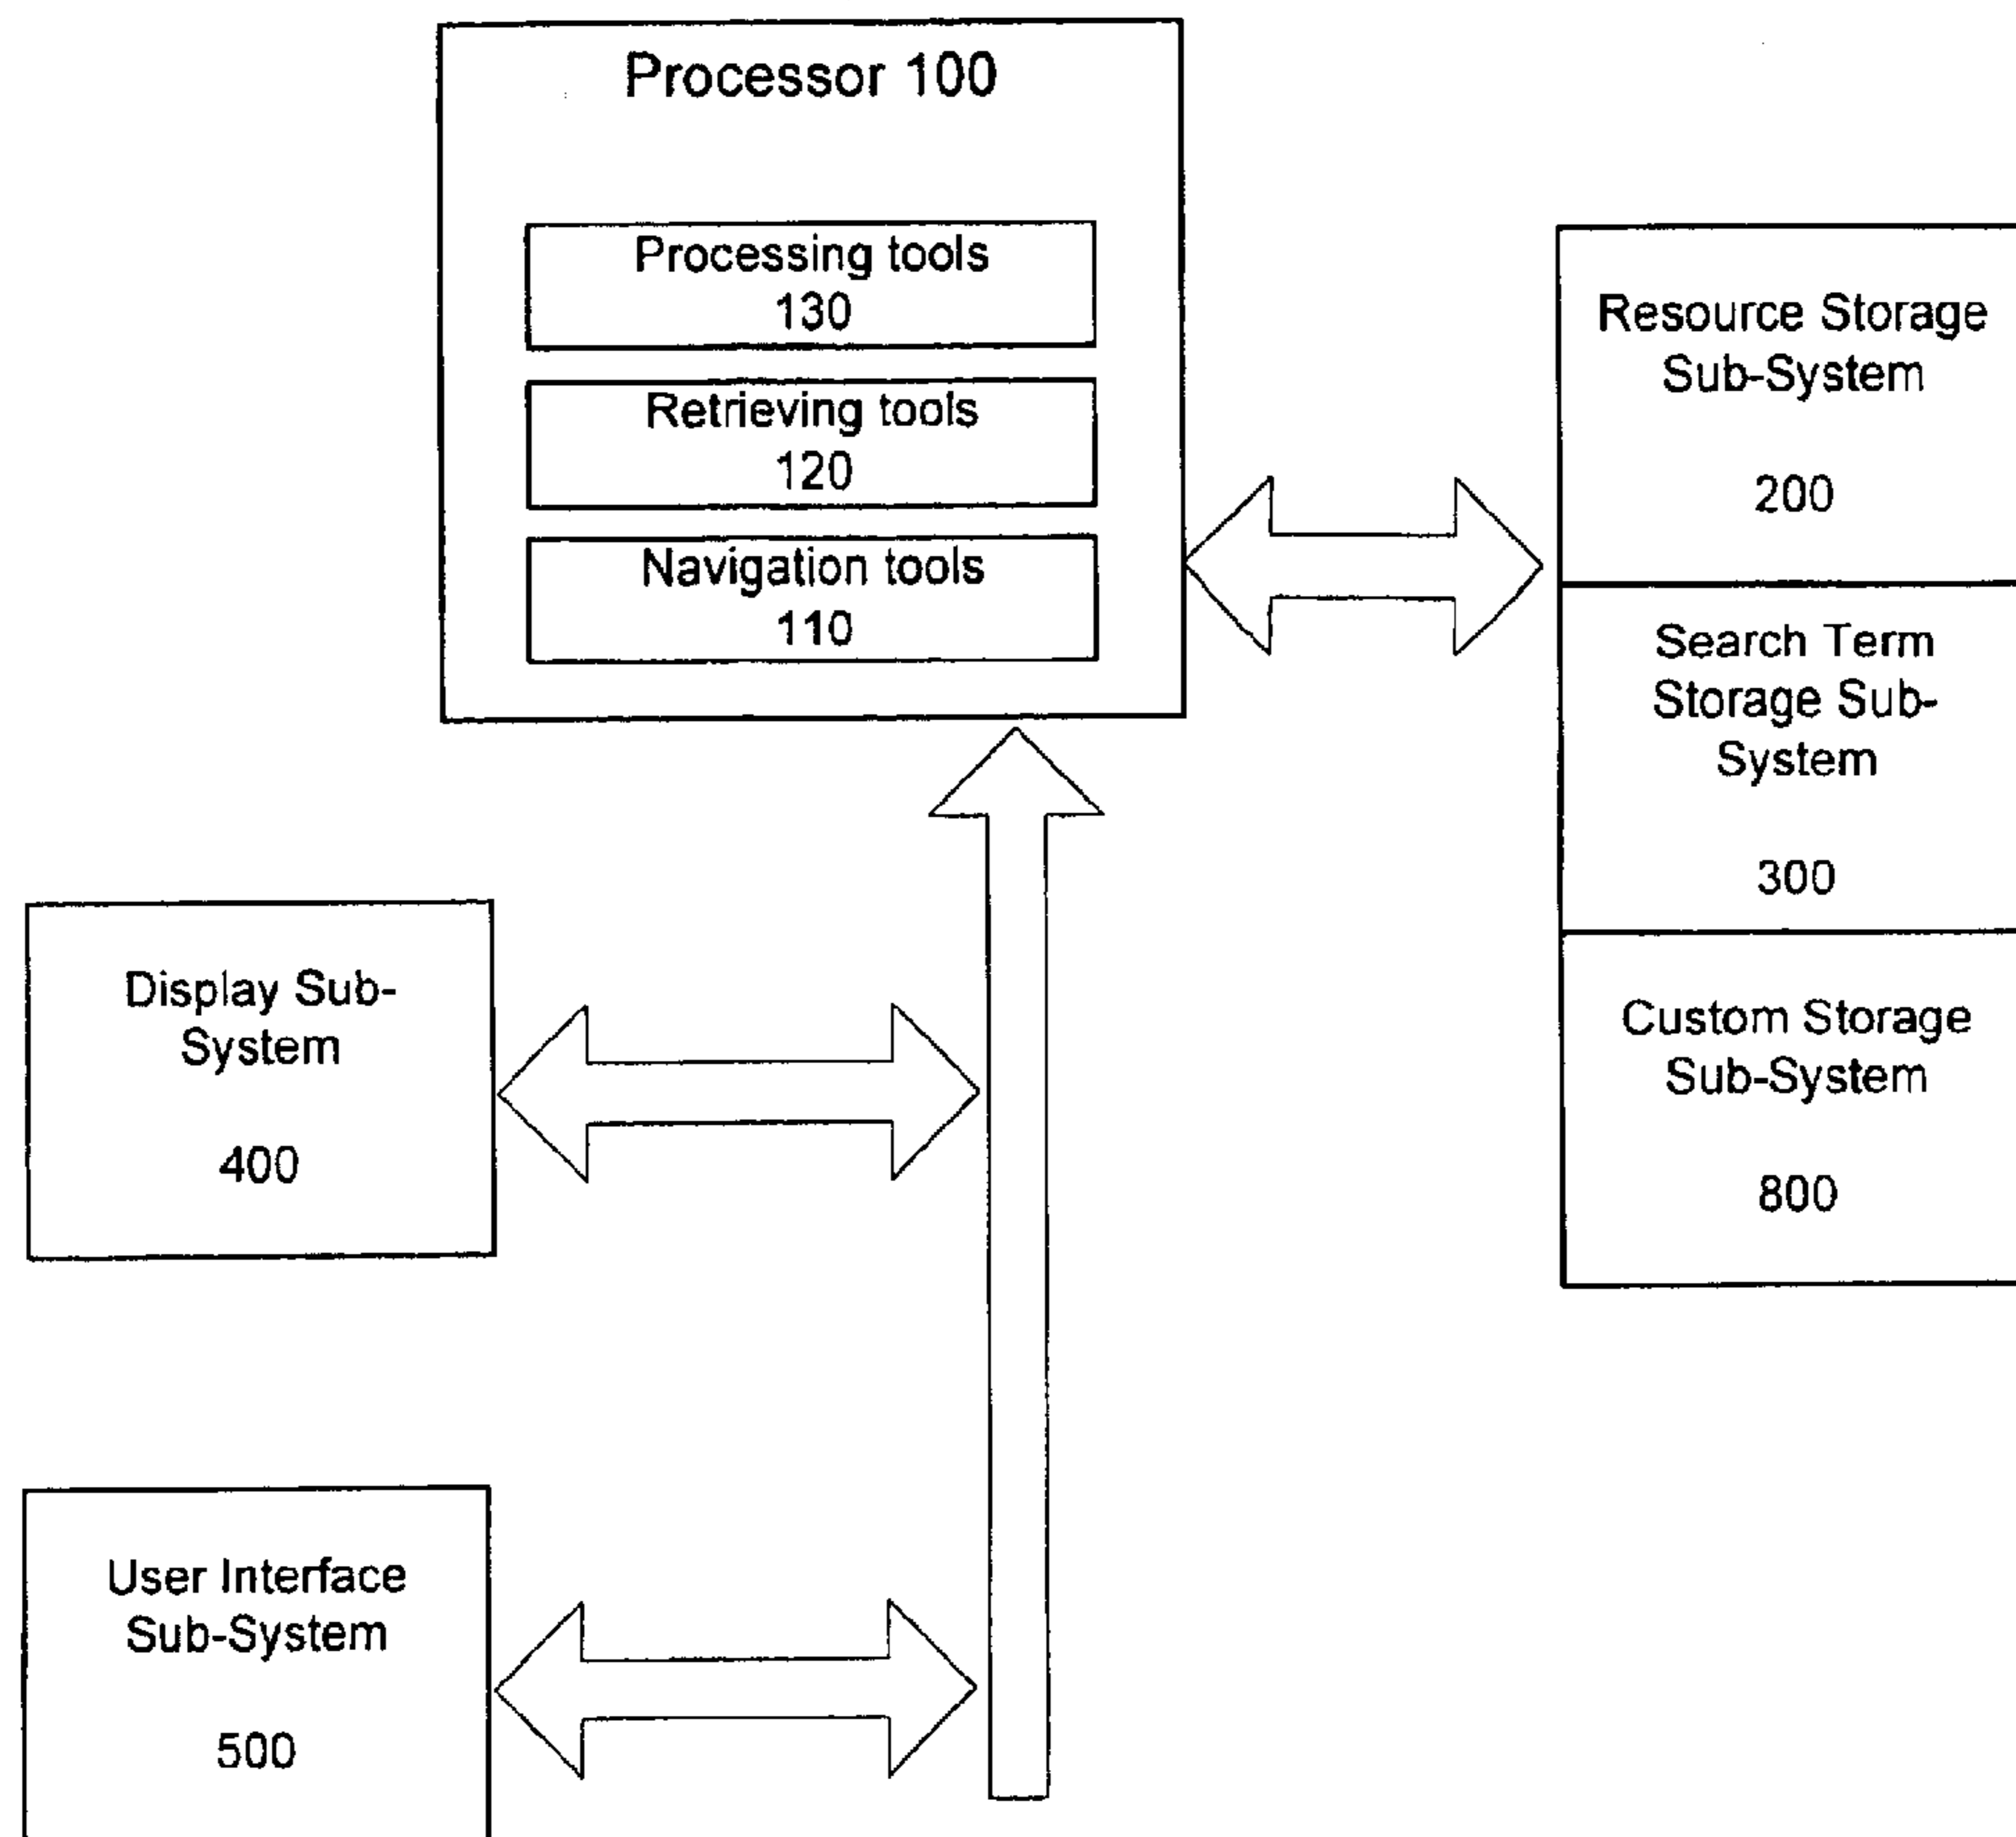 Processor 100
Processing tools
130
Retrieving tools
120
Navigation tools
110
Resource Storage
Sub-System
200
Search Term
Storage Sub-
System
300
Custom Storage
Sub-System
800
Display Sub-
System
400
User Interface
Sub-System
500